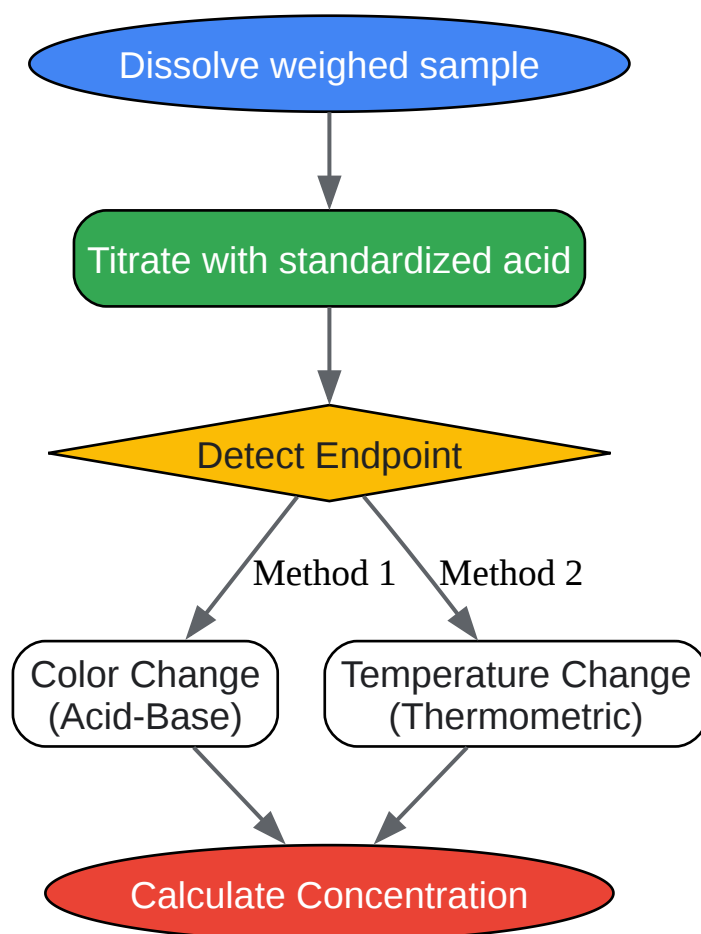 Dissolve weighed sample
Titrate with standardized acid
Detect Endpoint
Method 1
Method 2
Color Change
(Acid-Base)
Temperature Change
(Thermometric)
Calculate Concentration